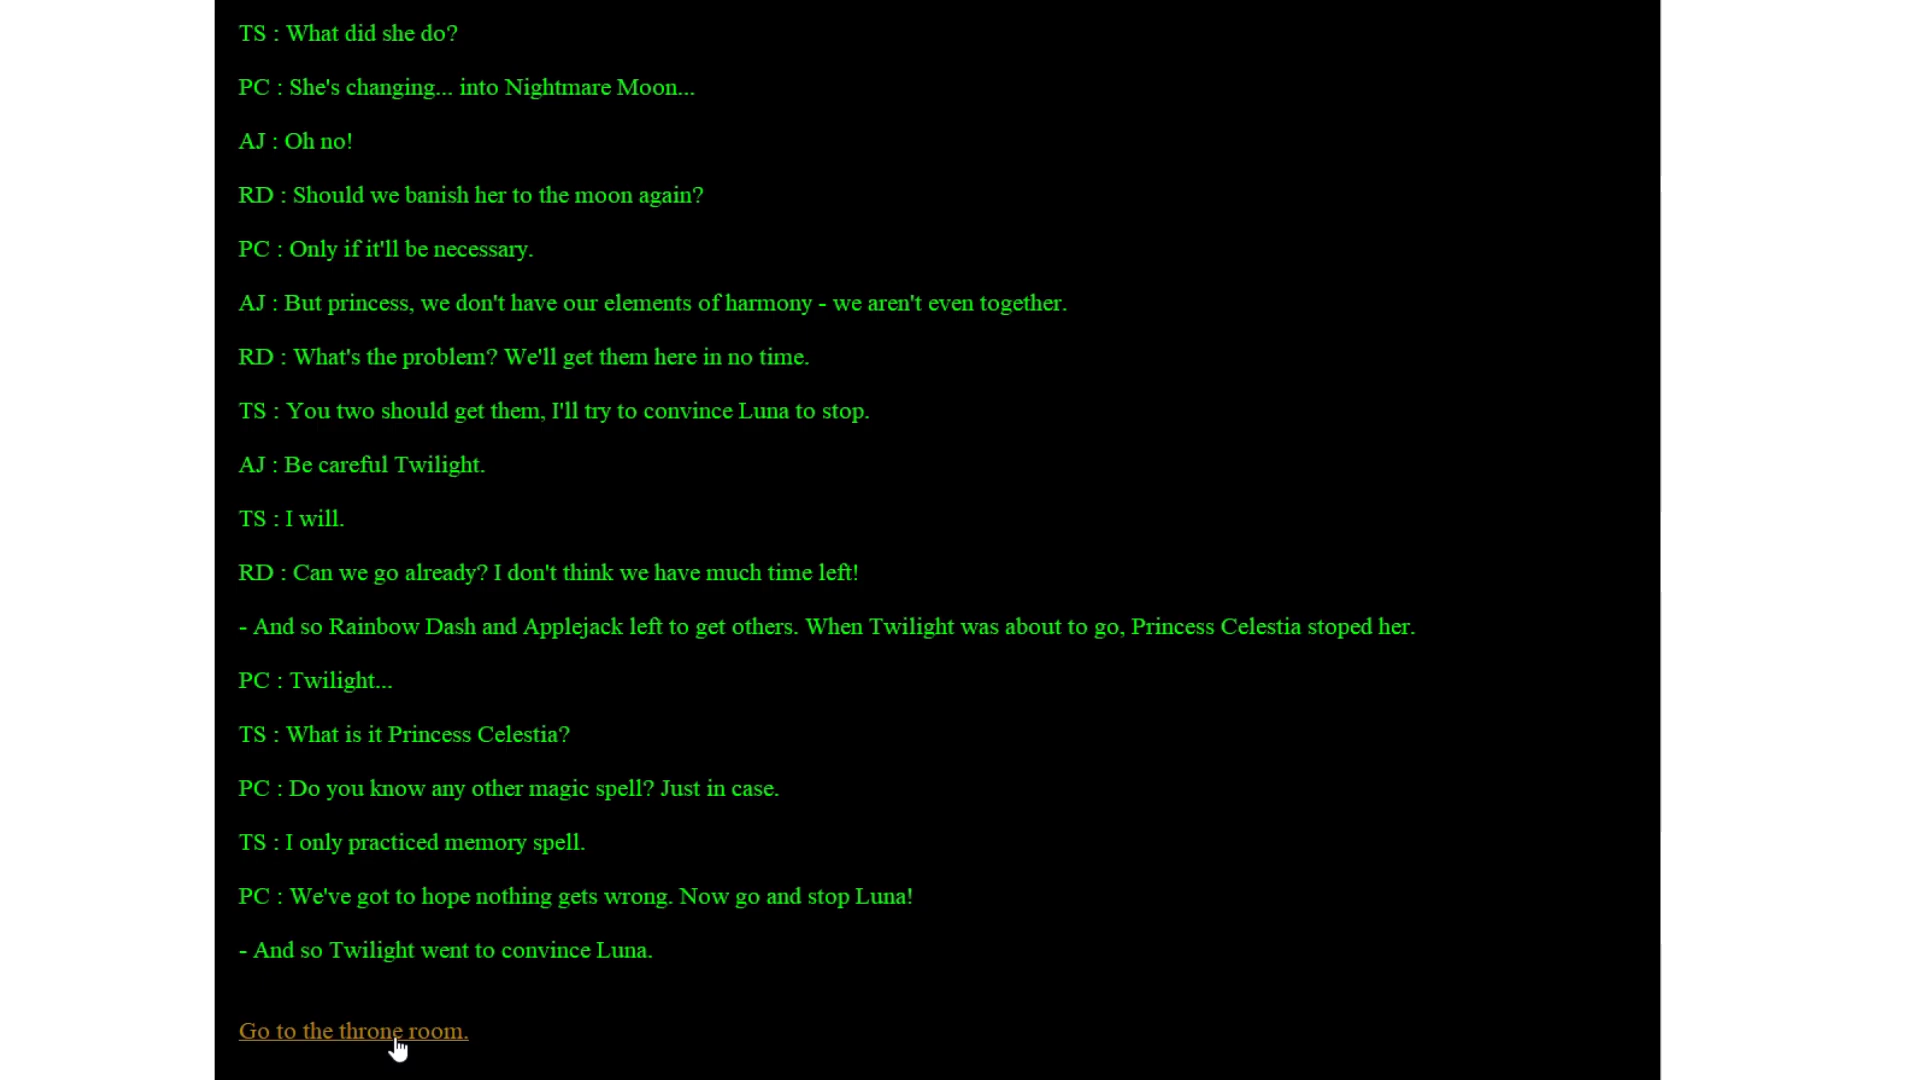 TS : What did she do?
PC : She's changing... into Nightmare Moon...
AJ : Oh no!
RD : Should we banish her to the moon again?
PC : Only if it'll be necessary.
AJ : But princess, we don't have our elements of harmony - we aren't even together.
RD : What's the problem? We'll get them here in no time.
TS : You two should get them, I'll try to convince Luna to stop.
AJ : Be careful Twilight.
TS : I will.
RD : Can we go already? I don't think we have much time left!
- And so Rainbow Dash and Applejack left to get others. When Twilight was about to go, Princess Celestia stoped her.
PC : Twilight...
TS : What is it Princess Celestia?
PC : Do you know any other magic spell? Just in case.
TS : I only practiced memory spell.
PC : We've got to hope nothing gets wrong. Now go and stop Luna!
- And so Twilight went to convince Luna.
Go to the throne room.